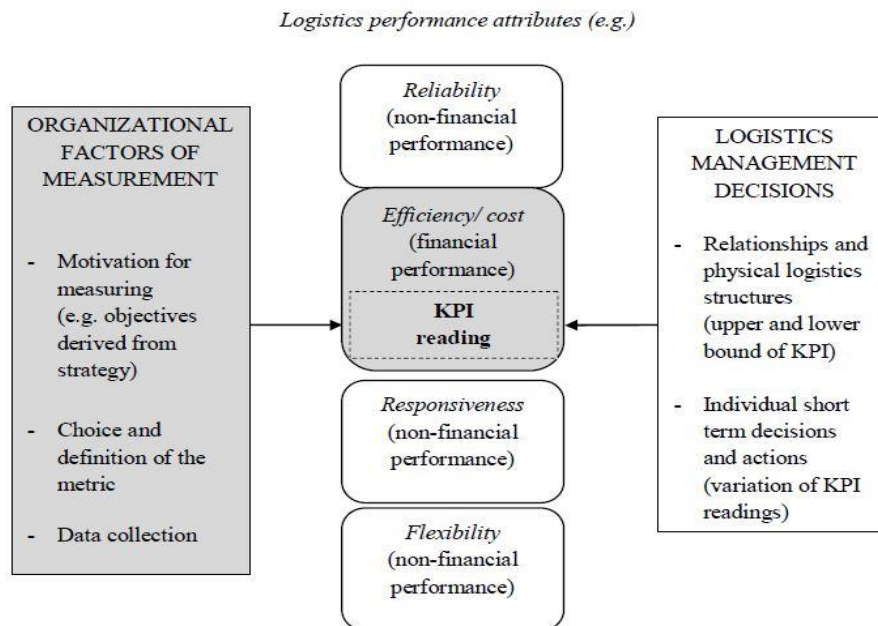 Logistics performance attributes (e.g.)
ORGANIZATIONAL
FACTORS OF
MEASUREMENT
- Motivation for
measuring
(e.g. objectives
derived from
strategy)
- Choice and
definition of the
metric
- Data collection
Reliability
(non-financial
performance)
Efficiency/ cost
(financial
performance)
KPI
reading
Responsiveness
(non-financial
performance)
Flexibility
(non-financial
performance)
LOGISTICS
MANAGEMENT
DECISIONS
- Relationships and
physical logistics
structures
(upper and lower
bound of KPI)
- Individual short
term decisions
and actions
(variation of KPI
readings)